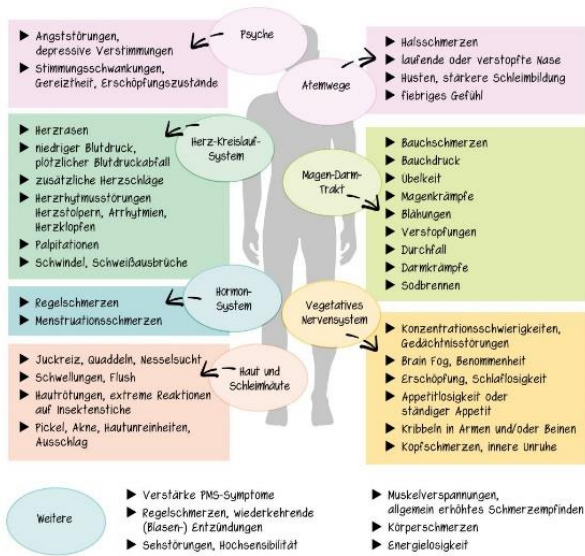 Psyche
Angststörungen,
depressive Verstimmungen
Stimmungsschwankungen,
Gereiztheit, Erschöpfungszustände
Atemwege
Halsschmerzen
laufende oder verstopfte Nase
Husten, stärkere Schleimbildung
fiebriges Gefühl
Herz-Kreislauf-
System
Herzrasen
niedriger Blutdruck,
plötzlicher Blutdruckabfall
zusätzliche Herzschläge
Herzrhytmusstörungen
Herzstolpern, Arrhytmien,
Herzklopfen
Palpitationen
Schwindel, Schweißausbrüche
Magen-Darm-
Trakt
Bauchschmerzen
Bauchdruck
Übelkeit
Magenkrämpfe
Blähungen
Verstopfungen
Durchfall
Darmkrämpfe
Sodbrennen
Hormon-
System
Regelschmerzen
Menstruationsschmerzen
Vegetatives
Nervensystem
Konzentrationsschwierigkeiten,
Gedächtnisstörungen
Brain Fog, Benommenheit
Erschöpfung, Schlaflosigkeit
Appetitlosigkeit oder
ständiger Appetit
Kribbeln in Armen und/oder Beinen
Kopfschmerzen, innere Unruhe
Haut und
Schleimhäute
Juckreiz, Quaddeln, Nesselsucht
Schwellungen, Flush
Hautrötungen, extreme Reaktionen
auf Insektenstiche
Pickel, Akne, Hautunreinheiten,
Ausschlag
Weitere
Verstärke PMS-Symptome
Regelschmerzen, wiederkehrende
(Blasen-) Entzündungen
Sehstörungen, Hochsensibilität
Muskelverspannungen,
allgemein erhöhtes Schmerzempfinden
Körperschmerzen
Energielosigkeit